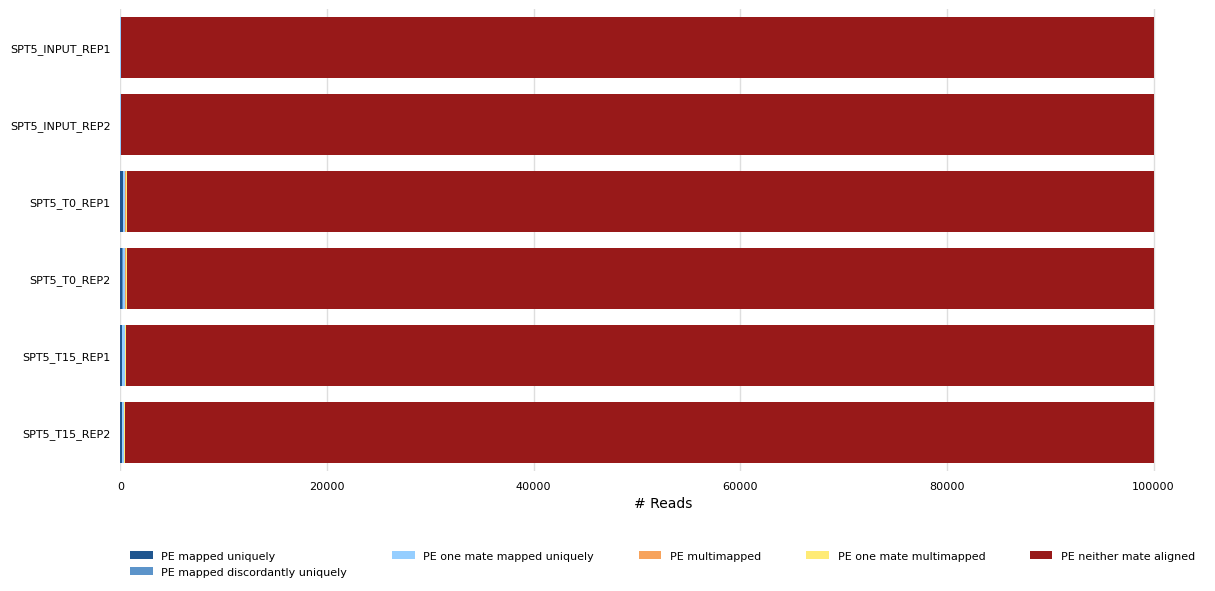 SPT5_INPUT_REP1
SPT5_INPUT_REP2
SPT5_T0_REP1
SPT5_T0_REP2
SPT5_T15_REP1
SPT5_T15_REP2
0 20000 40000 60000 80000 100000
# Reads
PE mapped uniquely PE one mate mapped uniquely PE multimapped PE one mate multimapped PE neither mate aligned
PE mapped discordantly uniquely